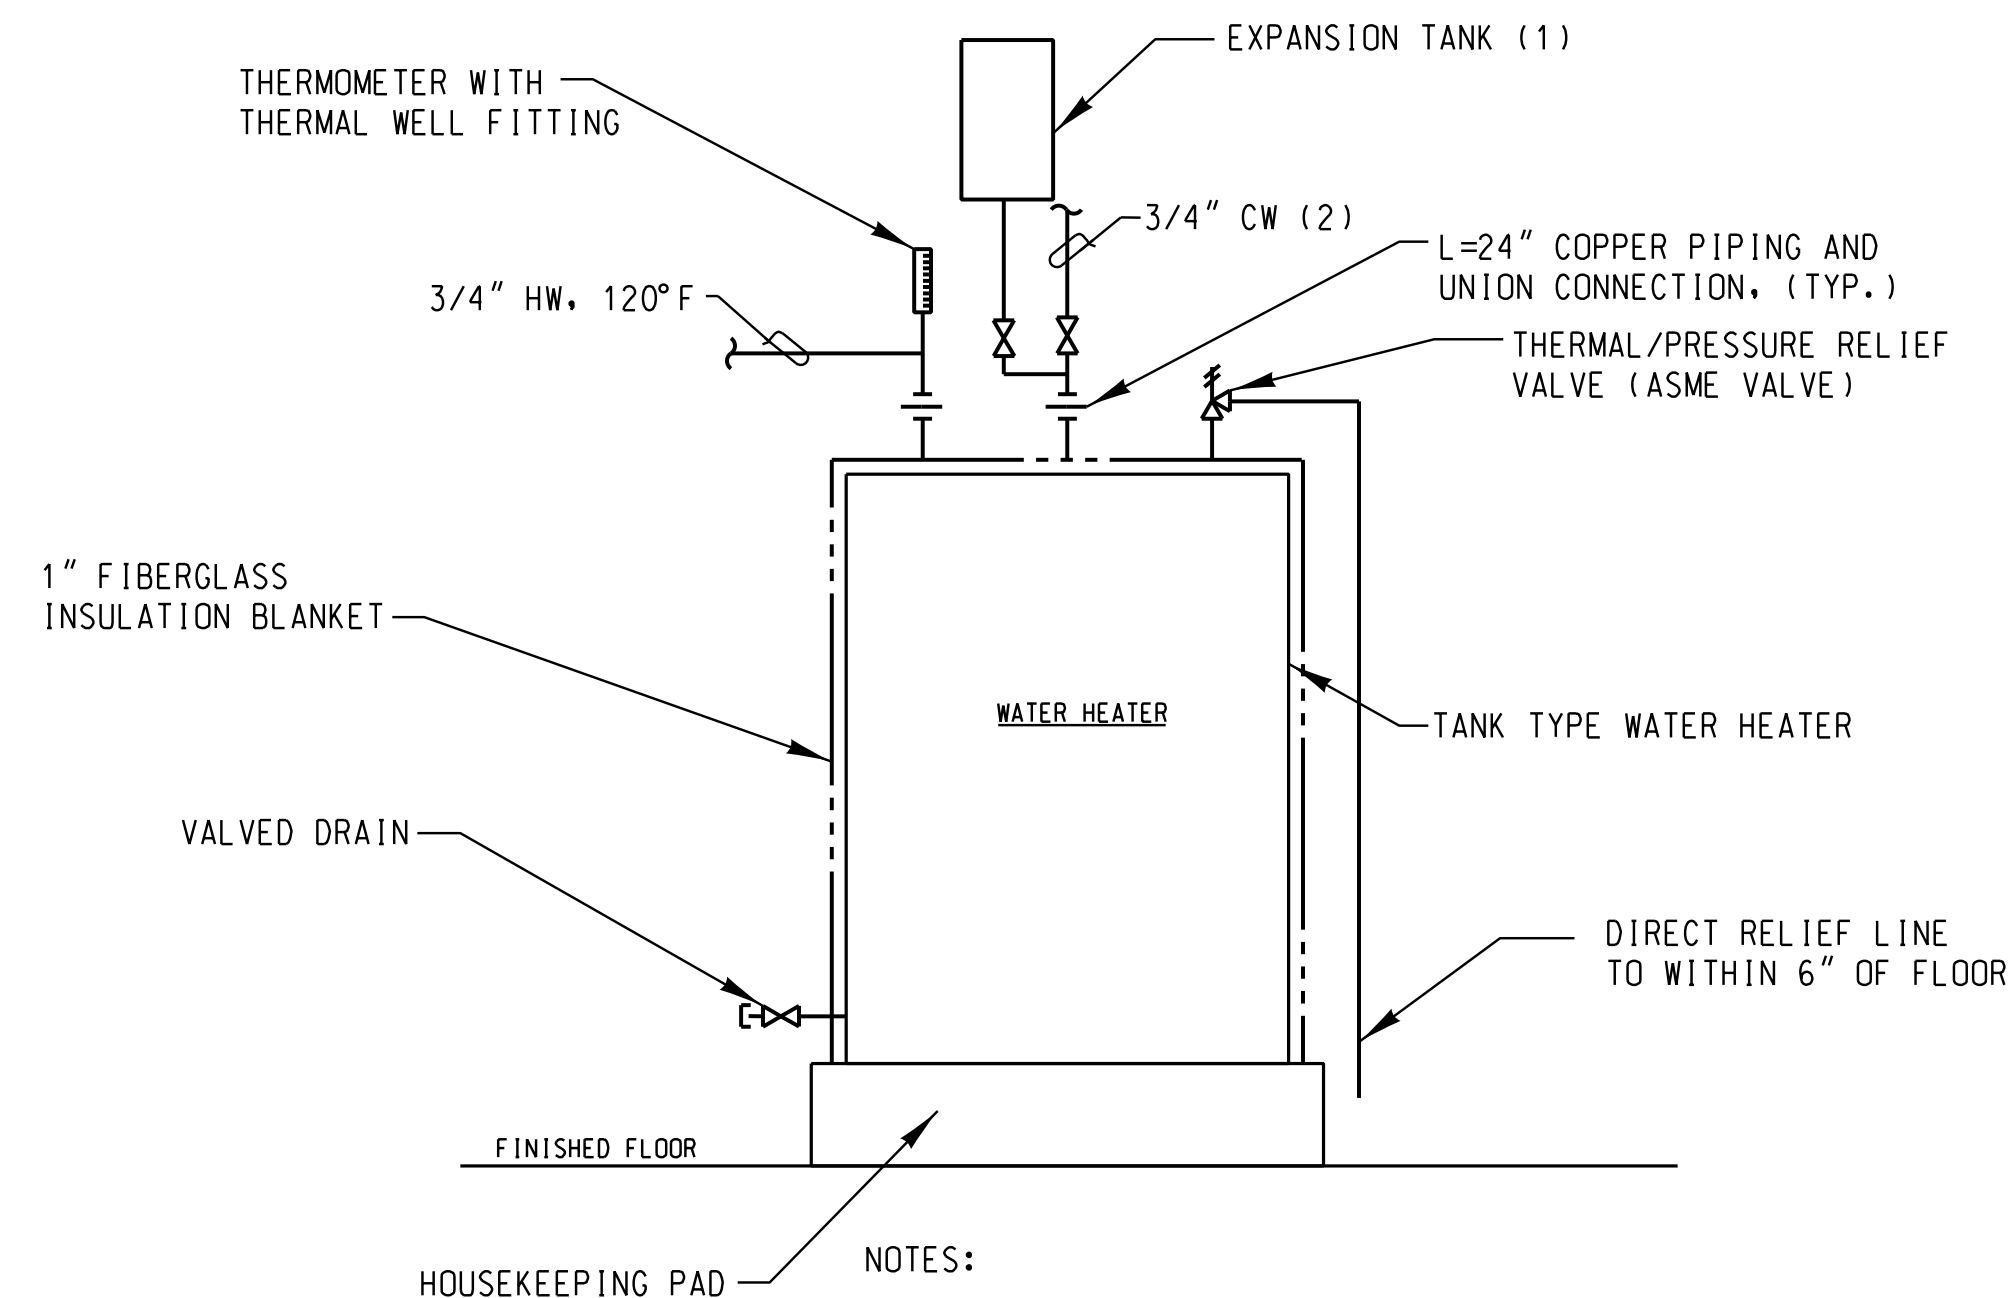 EXPANSION TANK (1)
THERMOMETER WITH
THERMAL WELL FITTING
3/4" CW (2)
L=24" COPPER PIPING AND
UNION CONNECTION, (TYP.)
3/4" HW, 120°F
THERMAL/PRESSURE RELIEF
VALVE (ASME VALVE)
1" FIBERGLASS
INSULATION BLANKET
WATER HEATER
TANK TYPE WATER HEATER
VALVED DRAIN
DIRECT RELIEF LINE
TO WITHIN 6" OF FLOOR
FINISHED FLOOR
NOTES:
HOUSEKEEPING PAD